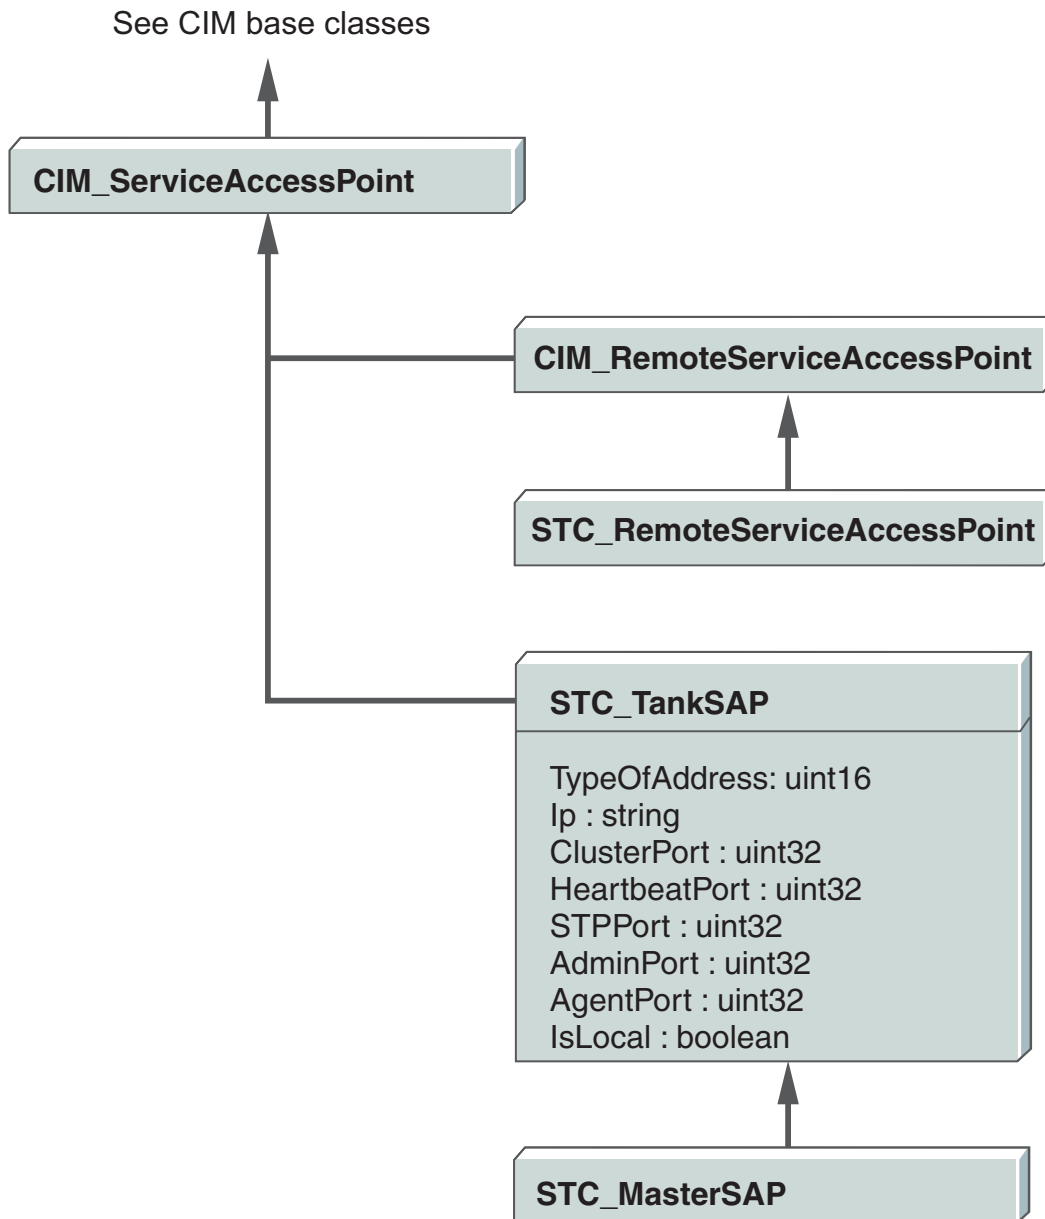 See CIM base classes
CIM_ServiceAccessPoint
CIM_RemoteServiceAccessPoint
STC_RemoteServiceAccessPoint
STC_TankSAP
TypeOfAddress: uint16
Ip : string
ClusterPort : uint32
HeartbeatPort : uint32
STPPort : uint32
AdminPort : uint32
AgentPort : uint32
IsLocal : boolean
STC_MasterSAP